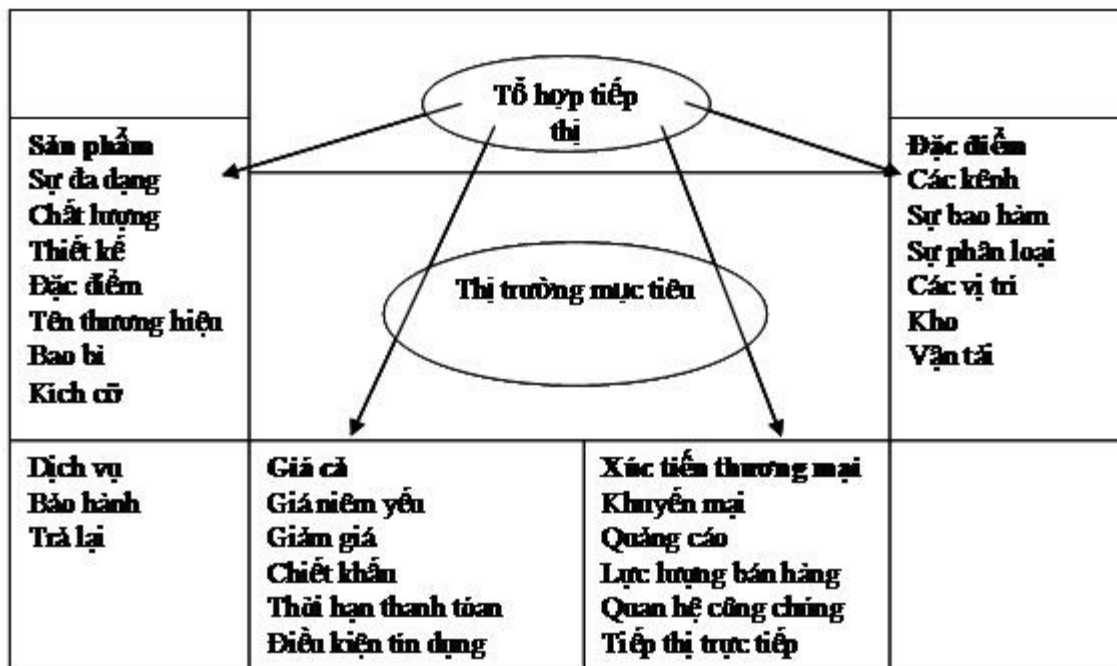 Tổ hợp tiếp
thị
Sản phẩm
Sự đa dạng
Chất lượng
Thiết kế
Đặc điểm
Tên thương hiệu
Bao bì
Kich cỡ
Đặc điểm
Các kênh
Sự bao hàm
Sự phân loại
Các vị trí
Kho
Vận tải
Thị trường mục tiêu
Dịch vụ
Bảo hành
Trả lại
Giá cả
Giá niêm yếu
Giảm giá
Chiết khấu
Thời hạn thanh tóan
Điều kiện tín dụng
Xúc tiến thương mại
Khuyến mại
Quảng cáo
Lực lượng bán hàng
Quan hệ công chúng
Tiếp thị trực tiếp